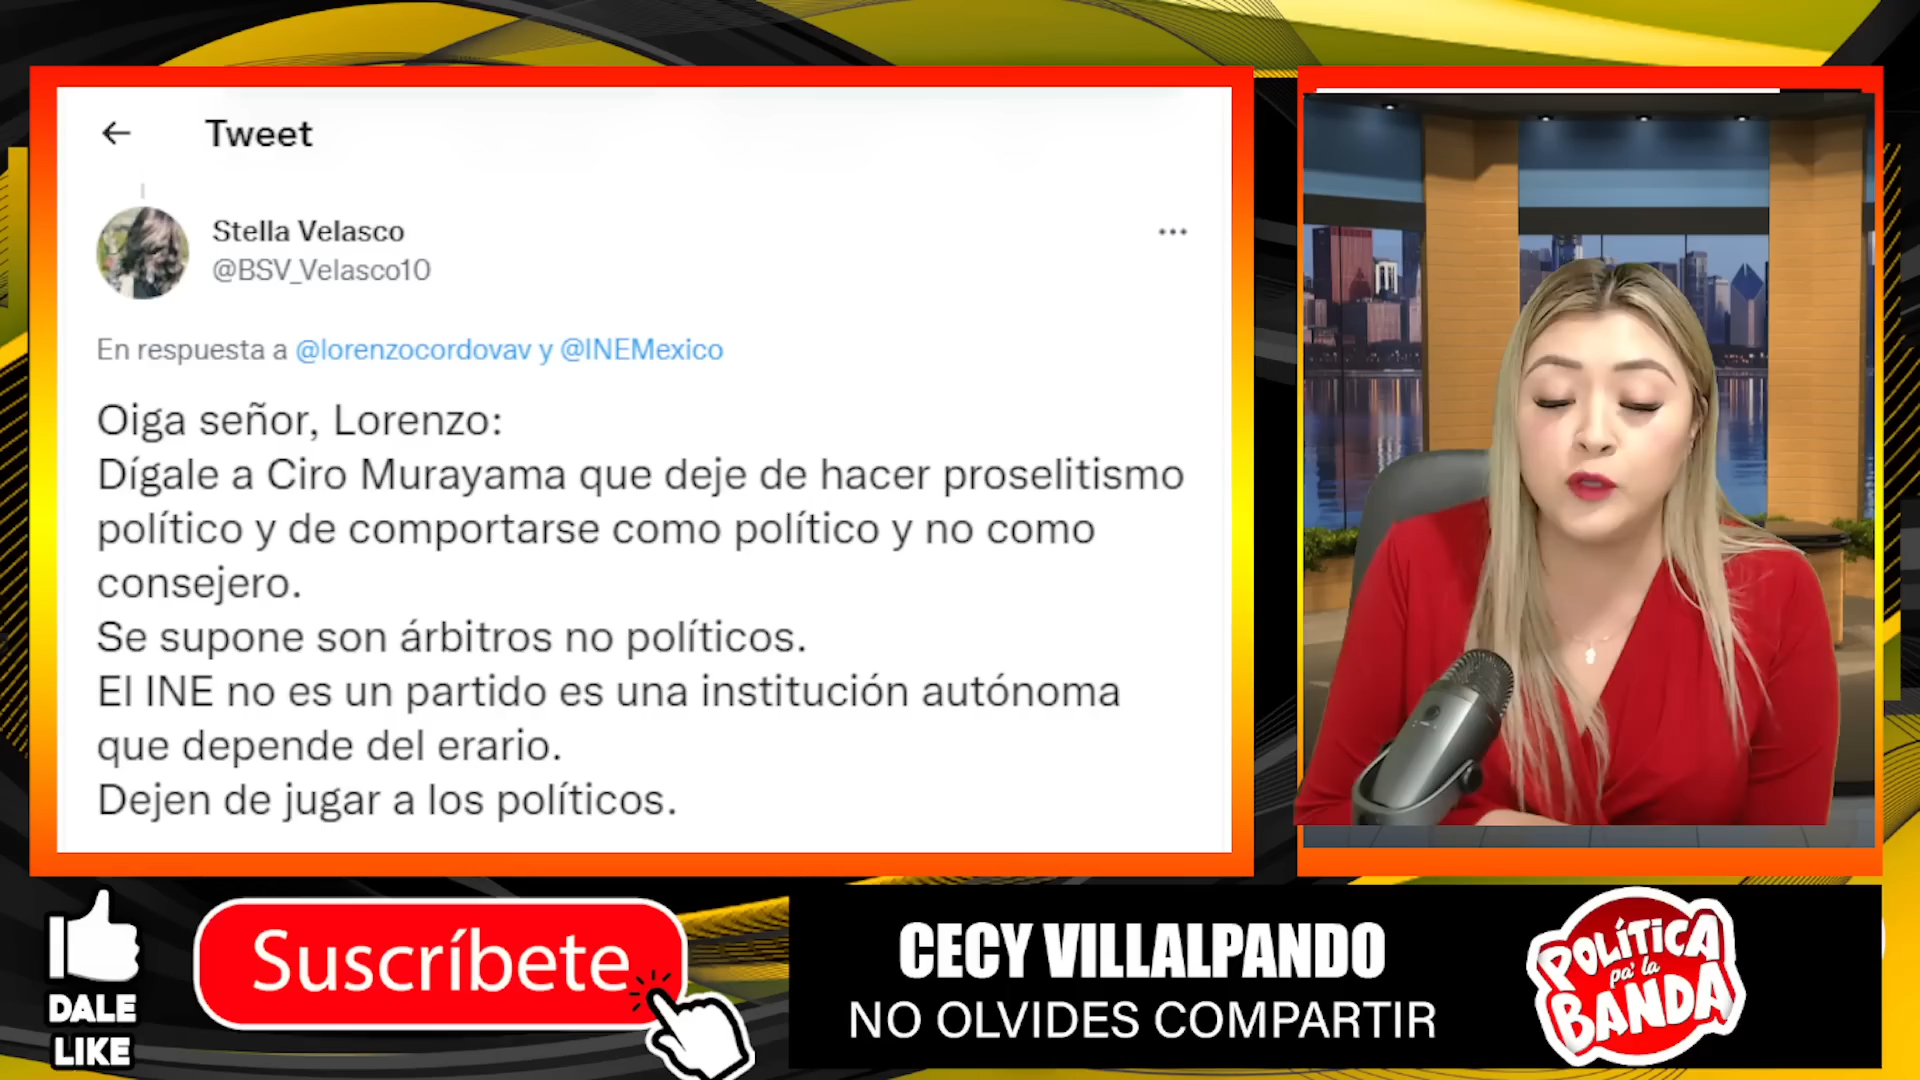 Tweet
Stella Velasco
@BSV_Velasco10
En respuesta a @lorenzocordovav y @INEMexico
Oiga señor, Lorenzo:
Dígale a Ciro Murayama que deje de hacer proselitismo
político y de comportarse como político y no como
consejero.
Se supone son árbitros no políticos.
El INE no es un partido es una institución autónoma
que depende del erario.
Dejen de jugar a los políticos.
DALE
LIKE
Suscríbete
CECY VILLALPANDO
NO OLVIDES COMPARTIR
POLÍTICA
pa' la
BANDA